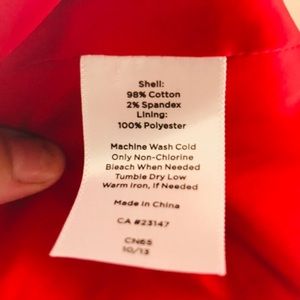 Shell:
98% Cotton
2% Spandex
Lining:
100% Polyester
Machine Wash Cold
Only Non-Chlorine
Bleach When Needed
Tumble Dry Low
Warm Iron, If Needed
Made in China
CA #23147
CN65
10/13